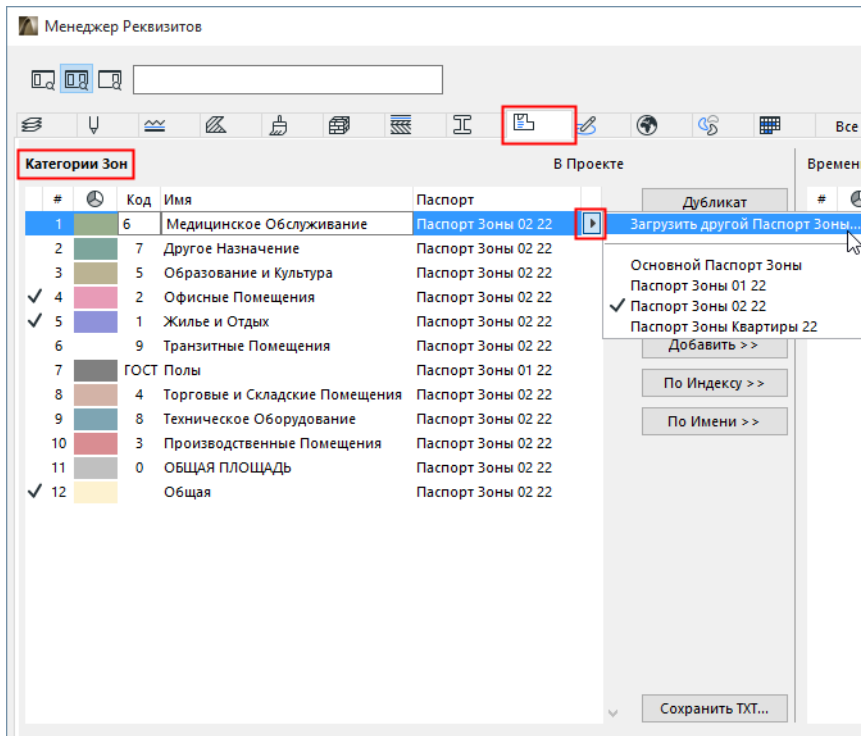 Менеджер Реквизитов
Все
Категории Зон В Проекте Времен
# Код Имя Паспорт Дубликат #
1 6 Медицинское Обслуживание Паспорт Зоны 02 22 Загрузить другой Паспорт Зоны...
2 7 Другое Назначение Паспорт Зоны 02 22
Основной Паспорт Зоны
3 5 Образование и Культура Паспорт Зоны 02 22
Паспорт Зоны 01 22
4 2 Офисные Помещения Паспорт Зоны 02 22
Паспорт Зоны 02 22
5 1 Жилье и Отдых Паспорт Зоны 02 22
Паспорт Зоны Квартиры 22
6 9 Транзитные Помещения Паспорт Зоны 02 22 Добавить >>
7 ГОСТ Полы Паспорт Зоны 01 22
По Индексу >>
8 4 Торговые и Складские Помещения Паспорт Зоны 02 22
9 8 Техническое Оборудование Паспорт Зоны 02 22 По Имени >>
10 3 Производственные Помещения Паспорт Зоны 02 22
11 0 ОБЩАЯ ПЛОЩАДЬ Паспорт Зоны 02 22
12 Общая Паспорт Зоны 02 22
Сохранить TXT...